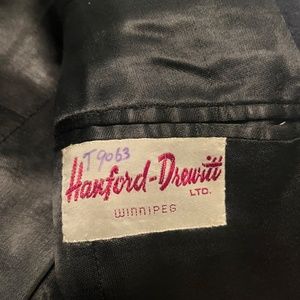 T9063
Hanford-Drewitt
LTD.
WINNIPEG